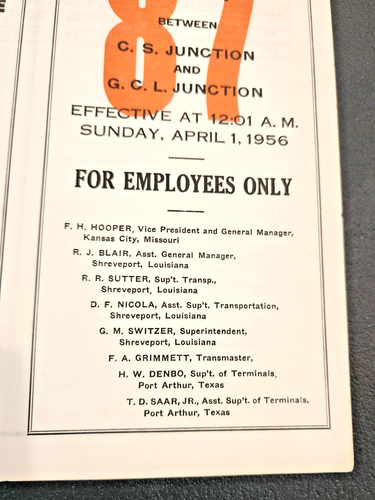 87
BETWEEN
C. S. JUNCTION
AND
G. C. L. JUNCTION
EFFECTIVE AT 12:01 A. M.
SUNDAY, APRIL 1, 1956
FOR EMPLOYEES ONLY
F. H. HOOPER, Vice President and General Manager,
Kansas City, Missouri
R. J. BLAIR, Asst. General Manager,
Shreveport, Louisiana
R. R. SUTTER, Sup't. Transp.,
Shreveport, Louisiana
D. F. NICOLA, Asst. Sup't. Transportation,
Shreveport, Louisiana
G. M. SWITZER, Superintendent,
Shreveport, Louisiana
F. A. GRIMMETT, Transmaster,
H. W. DENBO, Sup't. of Terminals,
Port Arthur, Texas
T. D. SAAR, JR., Asst. Sup't. of Terminals,
Port Arthur, Texas